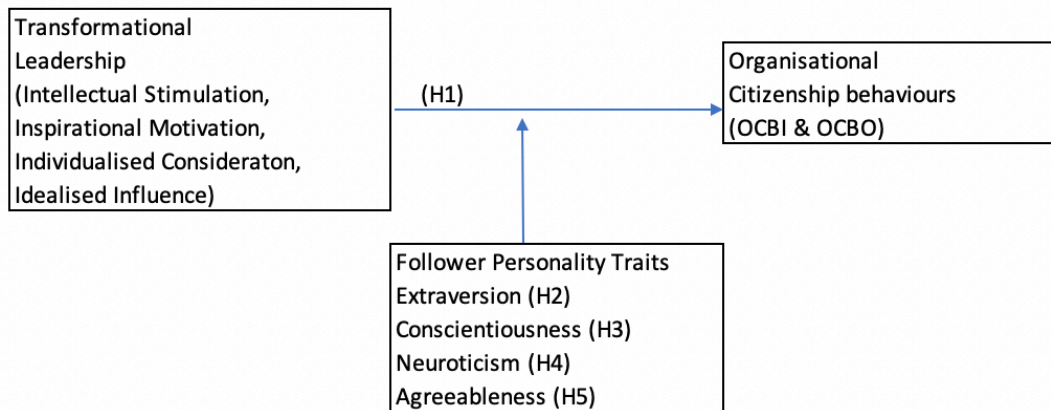 Transformational
Leadership
(Intellectual Stimulation,
Inspirational Motivation,
Individualised Consideraton,
Idealised Influence)
(H1)
Organisational
Citizenship behaviours
(OCBI & OCBO)
Follower Personality Traits
Extraversion (H2)
Conscientiousness (H3)
Neuroticism (H4)
Agreeableness (H5)